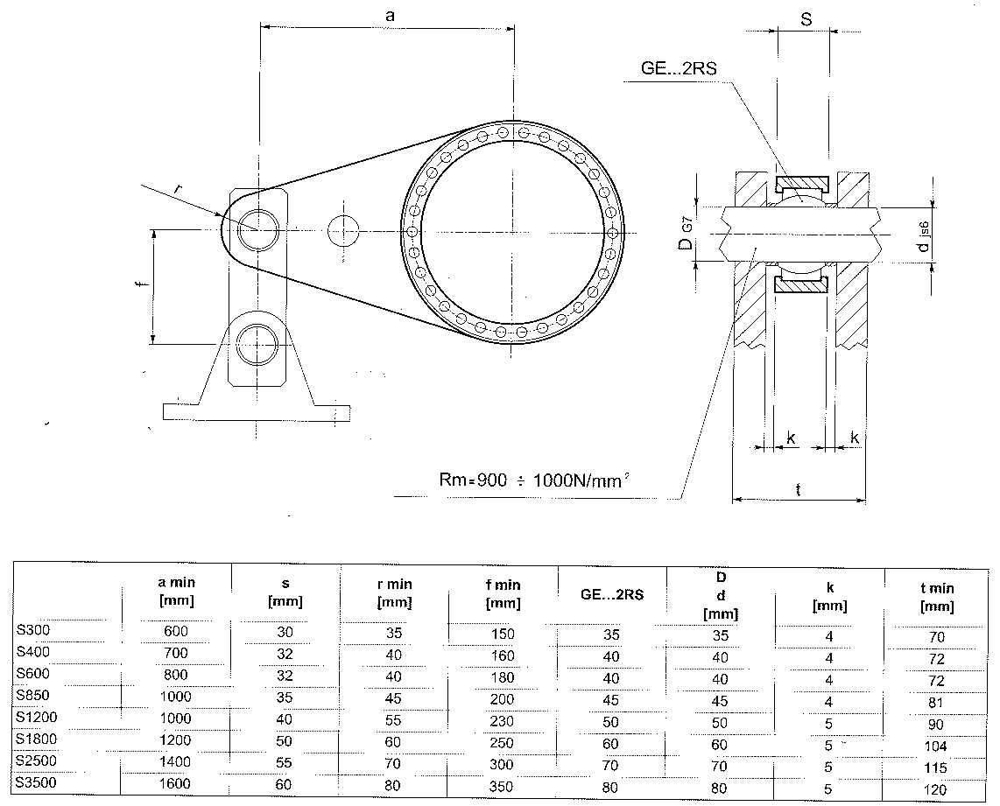 a
S
GE...2RS
r
f
D G7
d js6
k k
t
Rm=900 ÷ 1000N/mm²
a min [mm] s [mm] r min [mm] f min [mm] GE...2RS D d [mm] k [mm] t min [mm]
S300 600 30 35 150 35 35 4 70
S400 700 32 40 160 40 40 4 72
S600 800 32 40 180 40 40 4 72
S850 1000 35 45 200 45 45 4 81
S1200 1000 40 55 230 50 50 5 90
S1800 1200 50 60 250 60 60 5 104
S2500 1400 55 70 300 70 70 5 115
S3500 1600 60 80 350 80 80 5 120